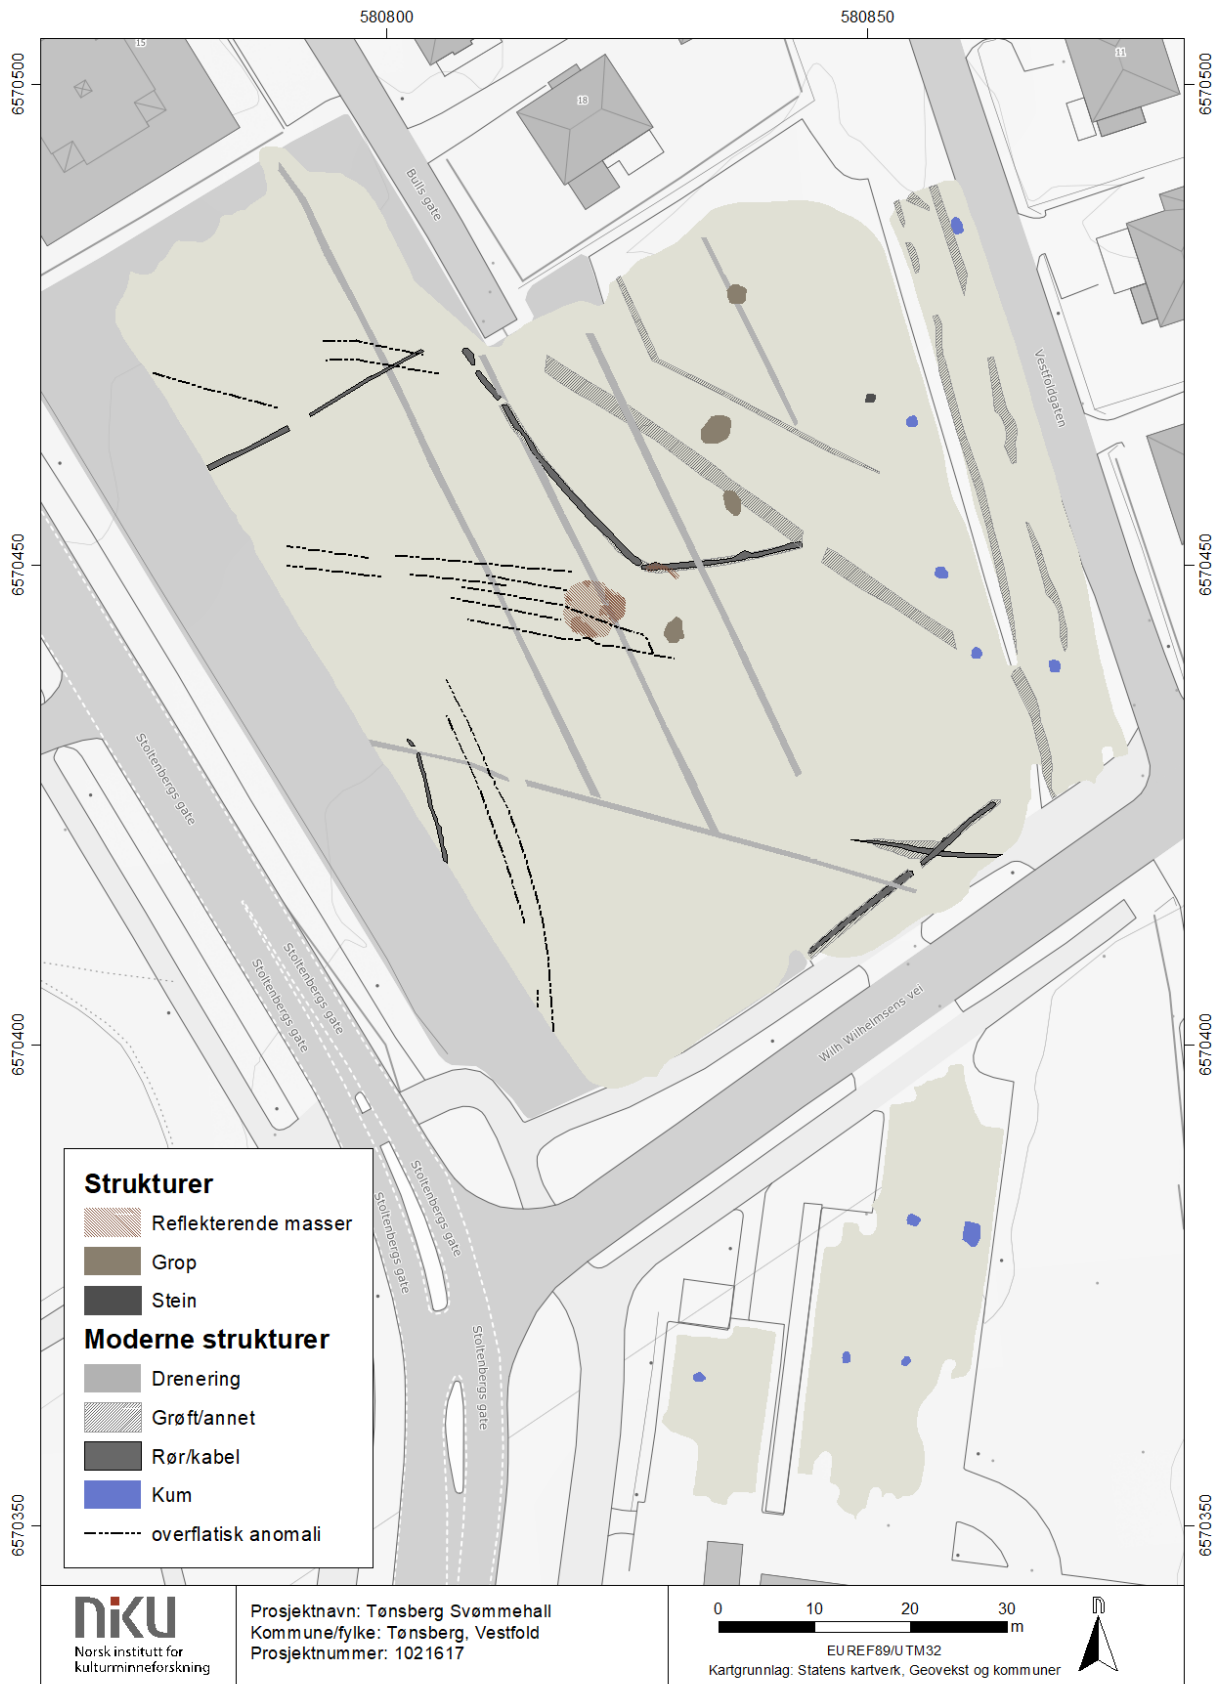 580800
580850
6570500
6570500
15
18
11
Bulls gate
Vestfoldgaten
6570450
6570450
Stoltenbergs gate
Stoltenbergs gate
Stoltenbergs gate
Wilh Wilhelmsens vei
6570400
6570400
Stoltenbergs gate
Stoltenbergs gate
Stoltenbergs gate
6570350
6570350
Strukturer
Reflekterende masser
Grop
Stein
Moderne strukturer
Drenering
Grøft/annet
Rør/kabel
Kum
overflatisk anomali
niKU
Norsk institutt for
kulturminneforskning
Prosjektnavn: Tønsberg Svømmehall
Kommune/fylke: Tønsberg, Vestfold
Prosjektnummer: 1021617
0 10 20 30
m
EUREF89/UTM32
Kartgrunnlag: Statens kartverk, Geovekst og kommuner
n